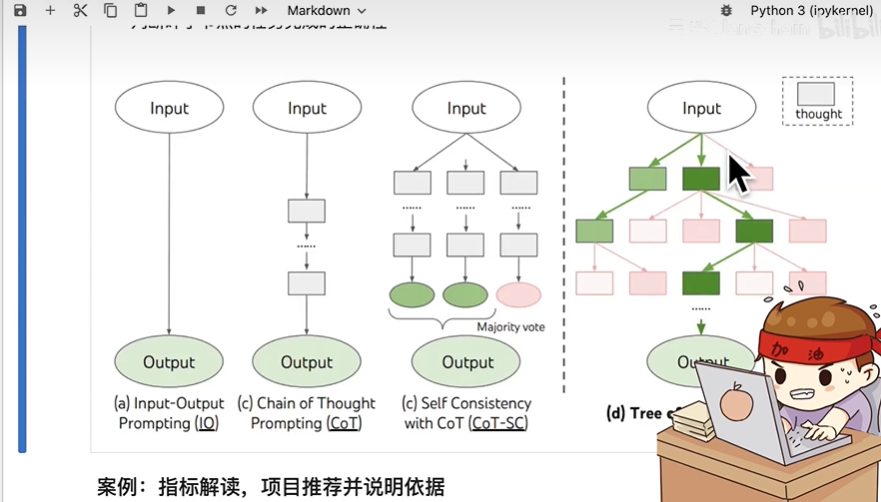 Markdown
Python 3 (ipykernel)
bilibili
Input
Input
Input
Input
thought
......
......
......
......
......
Majority vote
Output
Output
Output
Output
(a) Input-Output
Prompting (IO)
(c) Chain of Thought
Prompting (CoT)
(c) Self Consistency
with CoT (CoT-SC)
(d) Tree
加油
案例：指标解读，项目推荐并说明依据